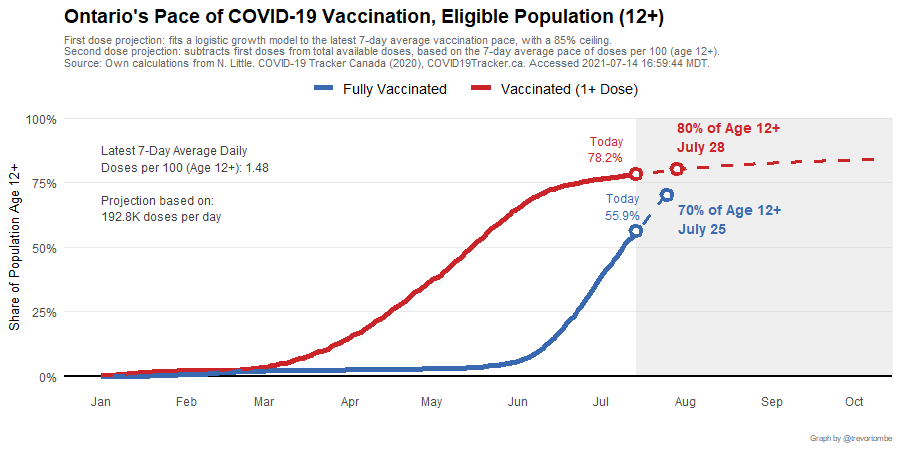 Ontario's Pace of COVID-19 Vaccination, Eligible Population (12+)
First dose projection: fits a logistic growth model to the latest 7-day average vaccination pace, with a 85% ceiling.
Second dose projection: subtracts first doses from total available doses, based on the 7-day average pace of doses per 100 (age 12+).
Source: Own calculations from N. Little. COVID-19 Tracker Canada (2020), COVID19Tracker.ca. Accessed 2021-07-14 16:59:44 MDT.
Fully Vaccinated
Vaccinated (1+ Dose)
Share of Population Age 12+
100%
75%
50%
25%
0%
Latest 7-Day Average Daily
Doses per 100 (Age 12+): 1.48
Projection based on:
192.8K doses per day
Today
78.2%
80% of Age 12+
July 28
Today
55.9%
70% of Age 12+
July 25
Jan
Feb
Mar
Apr
May
Jun
Jul
Aug
Sep
Oct
Graph by @trevortombe